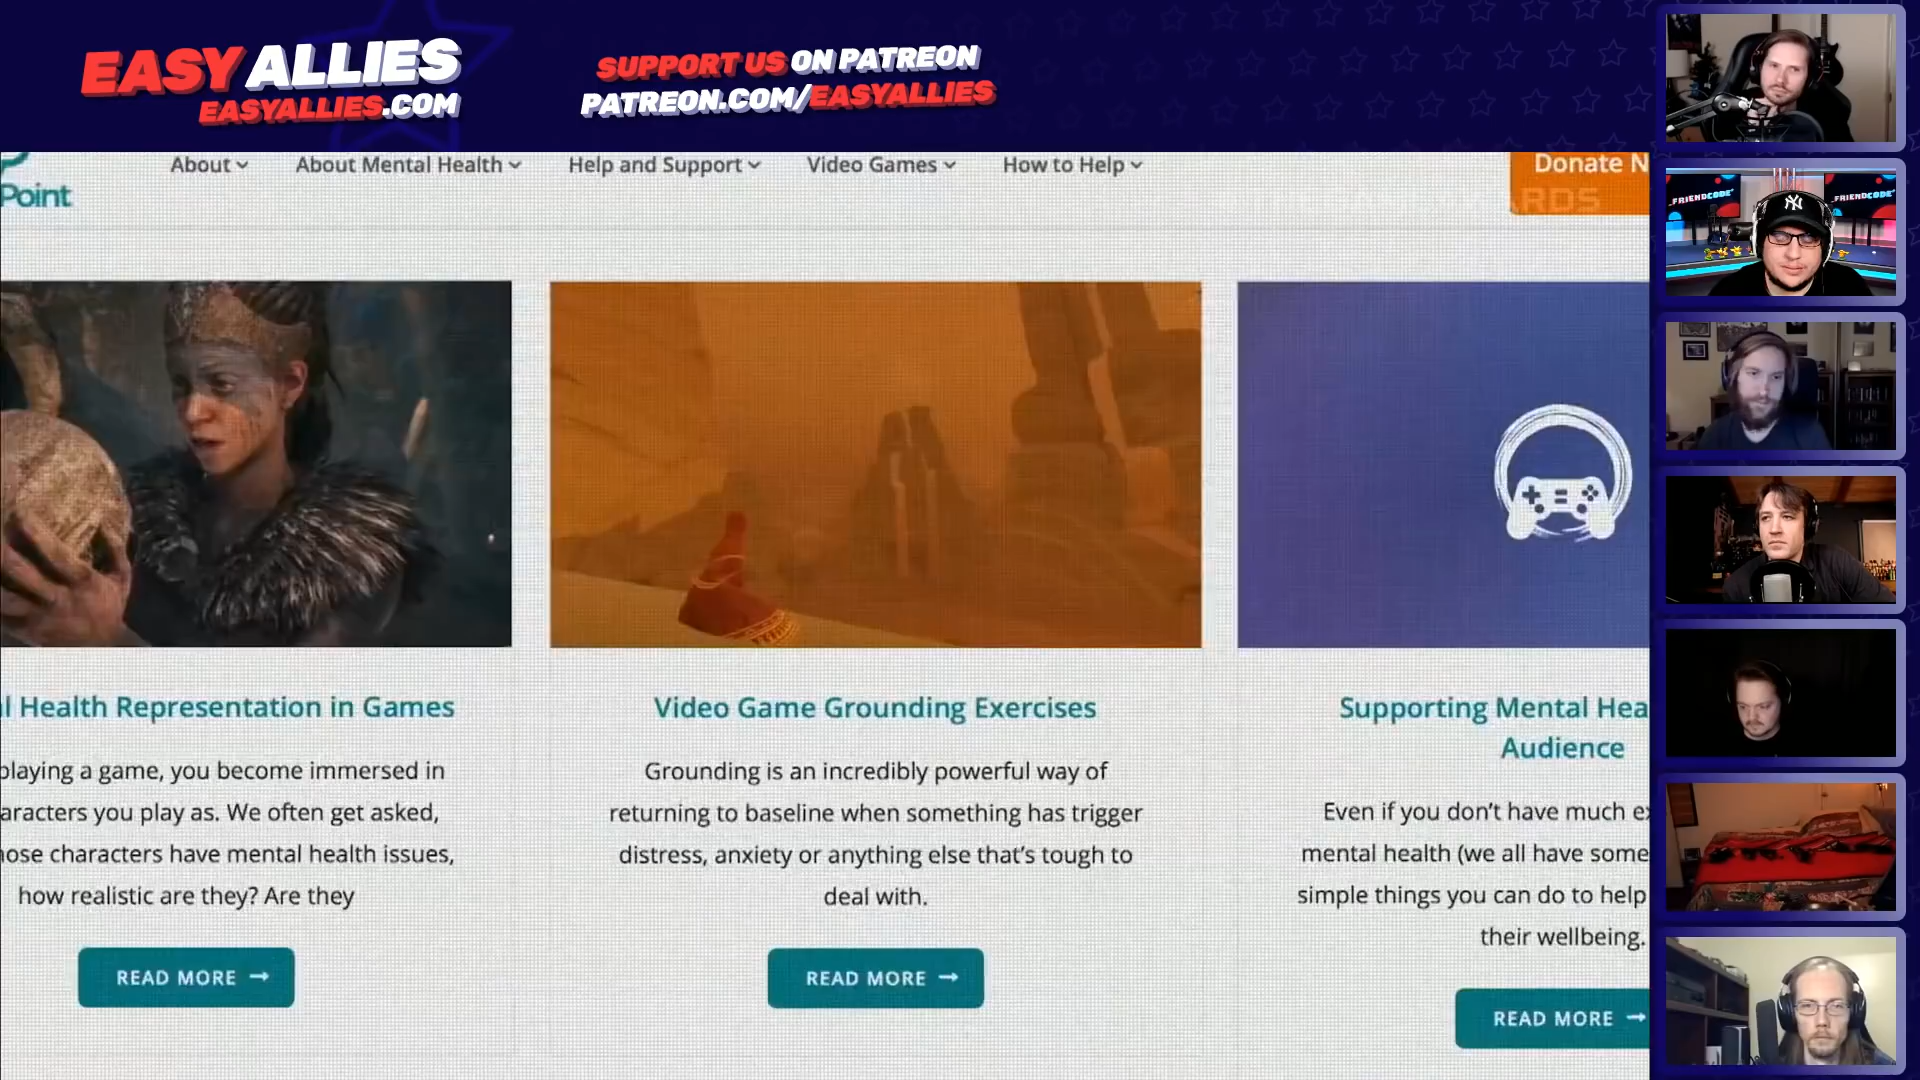 EASY ALLIES
EASYALLIES.COM
SUPPORT US ON PATREON
PATREON.COM/EASYALLIES
About
About Mental Health
Help and Support
Video Games
How to Help
Donate N
Point
ARDS
FRIENDCODE
FRIENDCODE
NY
l Health Representation in Games
playing a game, you become immersed in
aracters you play as. We often get asked,
ose characters have mental health issues,
how realistic are they? Are they
READ MORE →
Video Game Grounding Exercises
Grounding is an incredibly powerful way of
returning to baseline when something has trigger
distress, anxiety or anything else that's tough to
deal with.
READ MORE →
Supporting Mental Hea
Audience
Even if you don't have much ex
mental health (we all have some
simple things you can do to help
their wellbeing.
READ MORE →